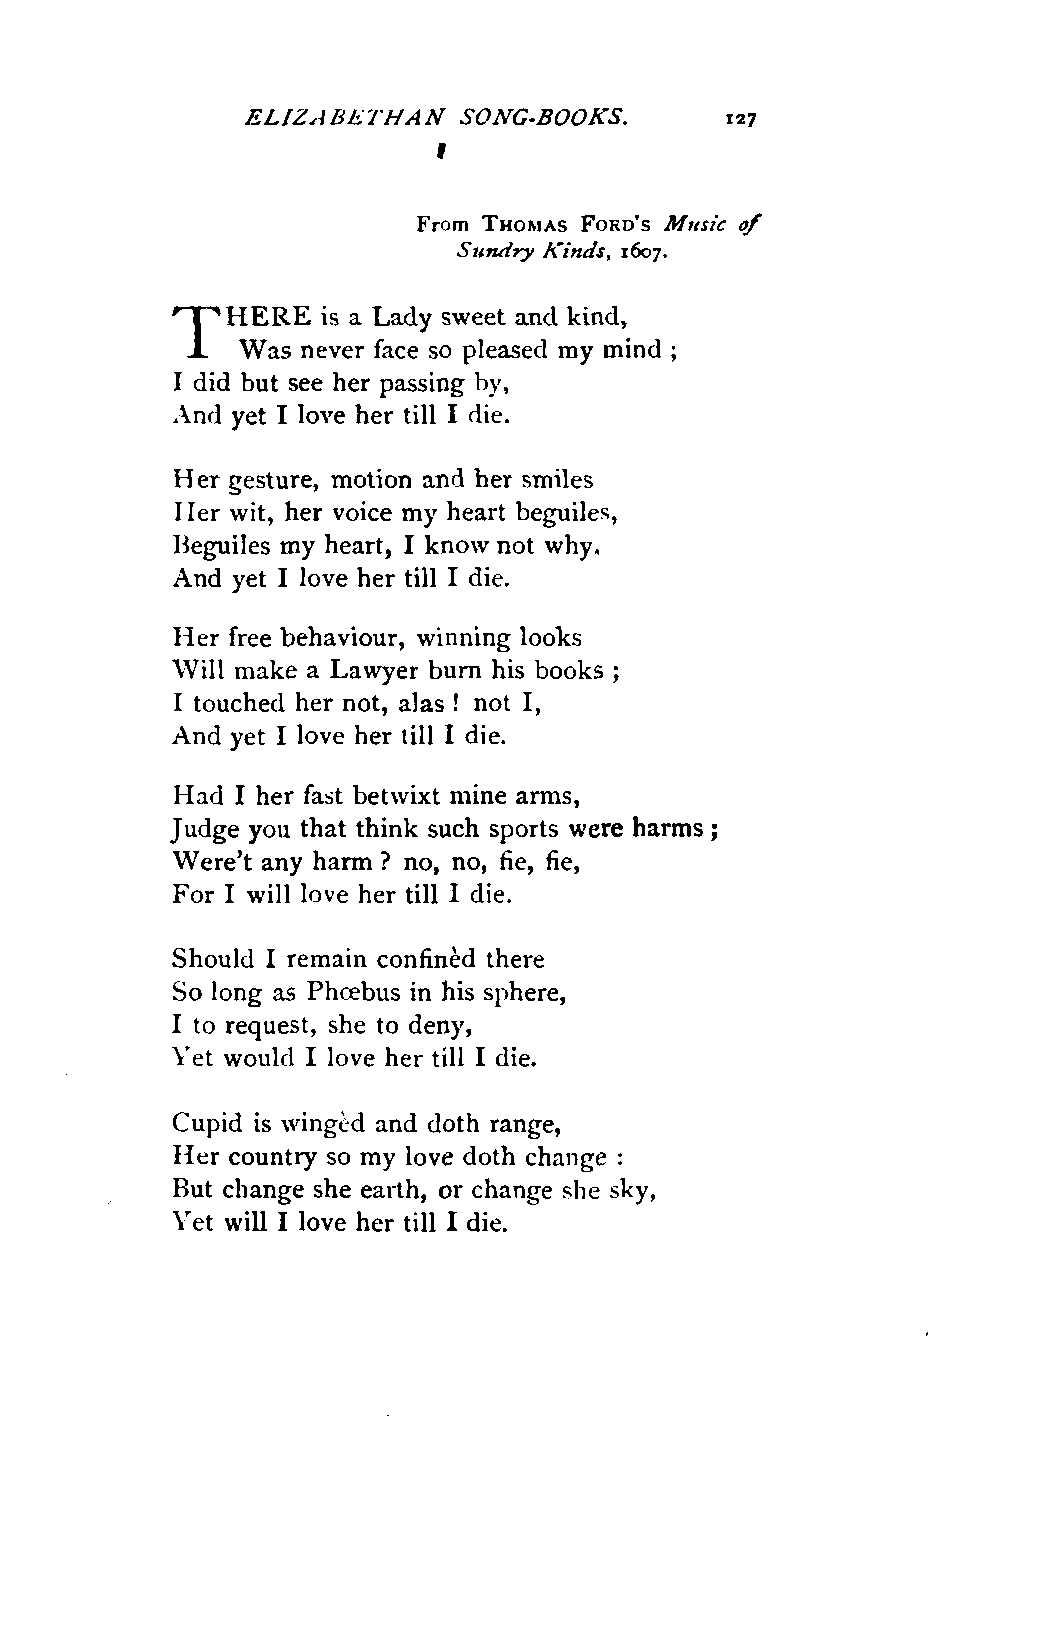 ELIZABETHAN SONG-BOOKS. 127
From THOMAS FORD'S Music of
Sundry Kinds, 1607.
THERE is a Lady sweet and kind,
Was never face so pleased my mind ;
I did but see her passing by,
And yet I love her till I die.
Her gesture, motion and her smiles
Her wit, her voice my heart beguiles,
Beguiles my heart, I know not why.
And yet I love her till I die.
Her free behaviour, winning looks
Will make a Lawyer burn his books ;
I touched her not, alas ! not I,
And yet I love her till I die.
Had I her fast betwixt mine arms,
Judge you that think such sports were harms ;
Were't any harm ? no, no, fie, fie,
For I will love her till I die.
Should I remain confinèd there
So long as Phœbus in his sphere,
I to request, she to deny,
Yet would I love her till I die.
Cupid is wingèd and doth range,
Her country so my love doth change :
But change she earth, or change she sky,
Yet will I love her till I die.